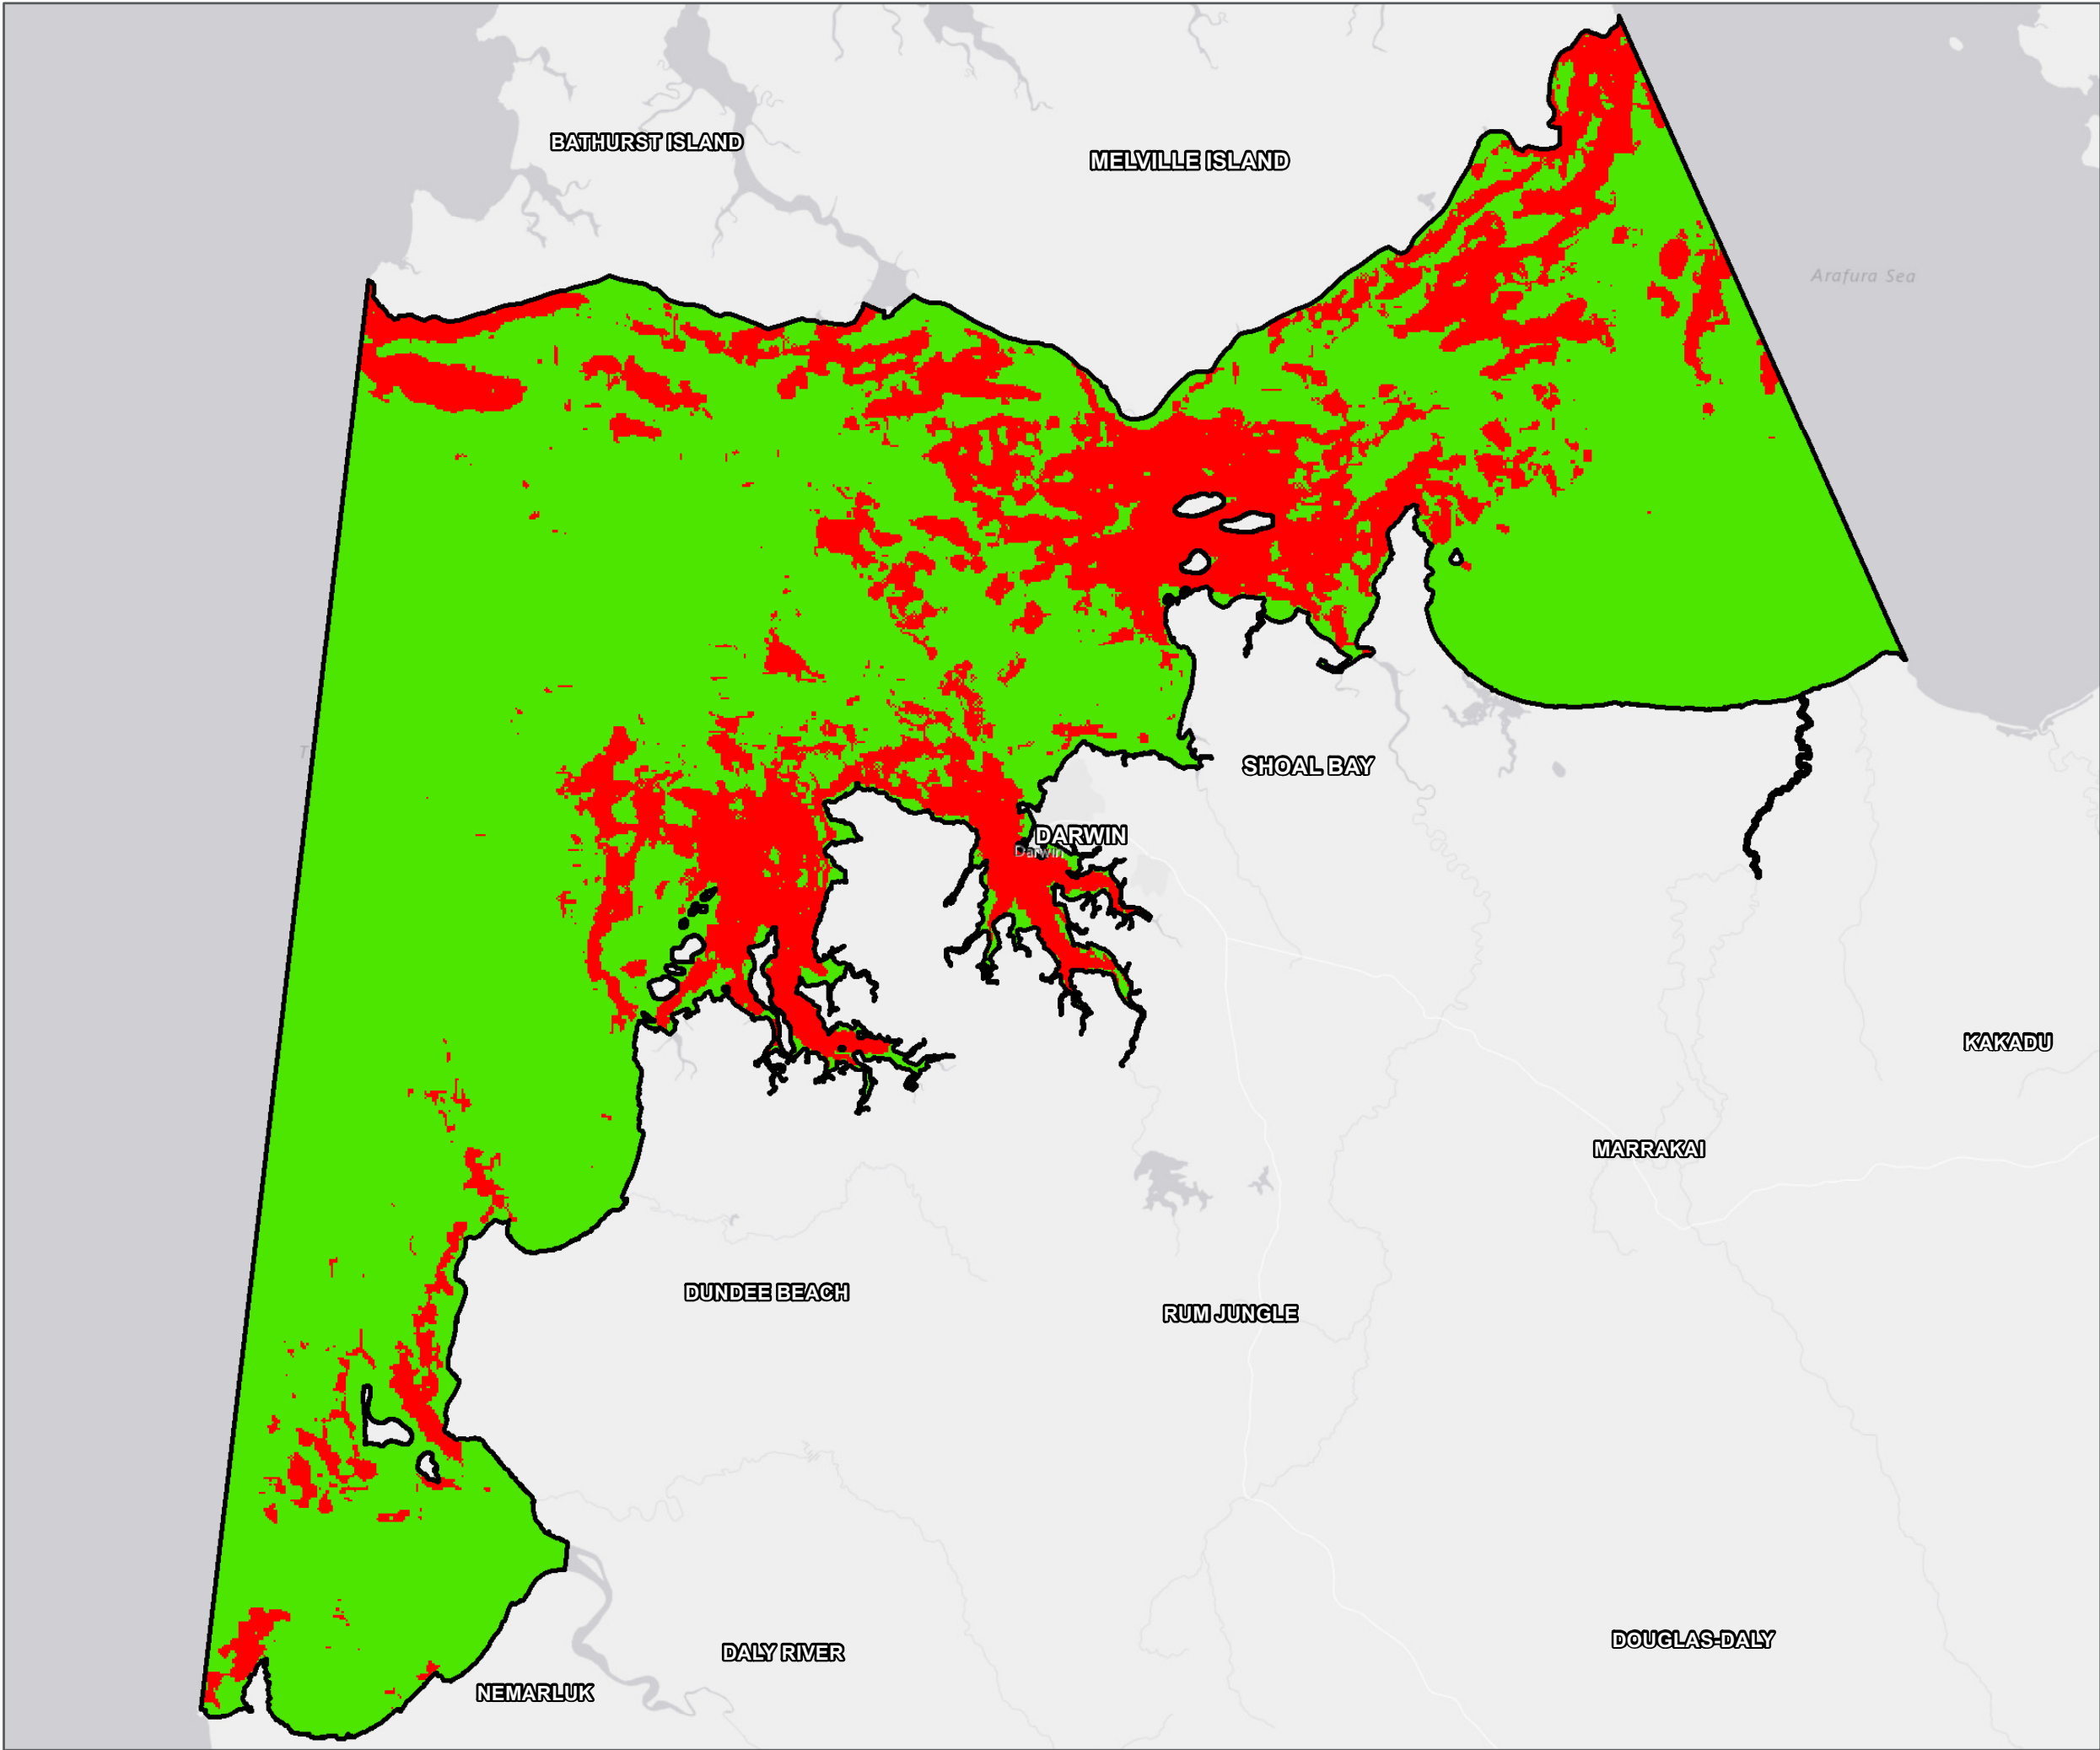 BATHURST ISLAND
MELVILLE ISLAND
Arafura Sea
SHOAL BAY
DARWIN
Darwin
KAKADU
MARRAKAI
DUNDEE BEACH
RUM JUNGLE
DOUGLAS-DALY
DALY RIVER
NEMARLUK